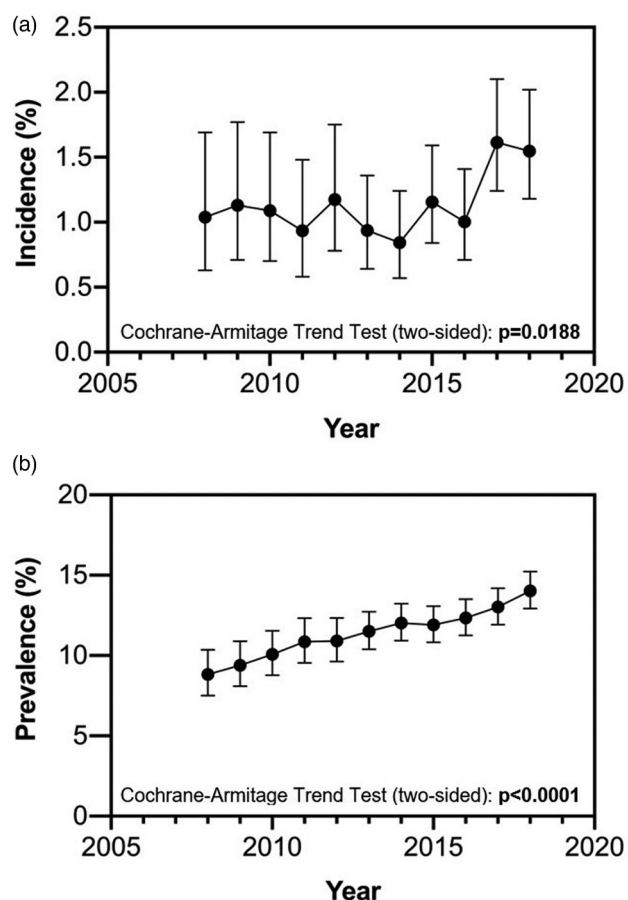 (a)
2.5
2.0
1.5
1.0
0.5
0.0
Incidence (%)
Cochrane-Armitage Trend Test (two-sided): p=0.0188
2005 2010 2015 2020
Year
(b)
20
15
10
5
0
Prevalence (%)
Cochrane-Armitage Trend Test (two-sided): p<0.0001
2005 2010 2015 2020
Year